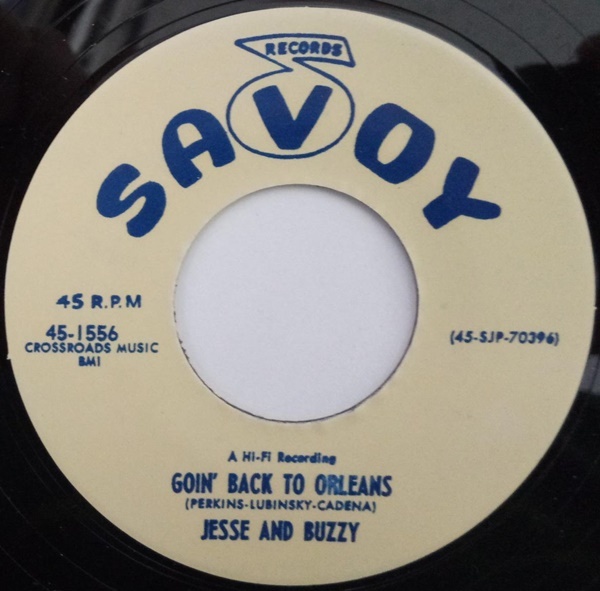 RECORDS
SAVOY
45 R.P.M
45-1556
CROSSROADS MUSIC
BMI
(45-SJP-70396)
A Hi-Fi Recording
GOIN' BACK TO ORLEANS
(PERKINS-LUBINSKY-CADENA)
JESSE AND BUZZY